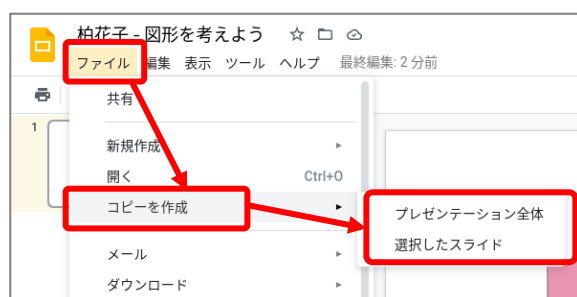 柏花子 - 図形を考えよう
ファイル 編集 表示 ツール ヘルプ 最終編集: 2 分前
共有
1
新規作成
開く Ctrl+O
コピーを作成
プレゼンテーション全体
選択したスライド
メール
ダウンロード